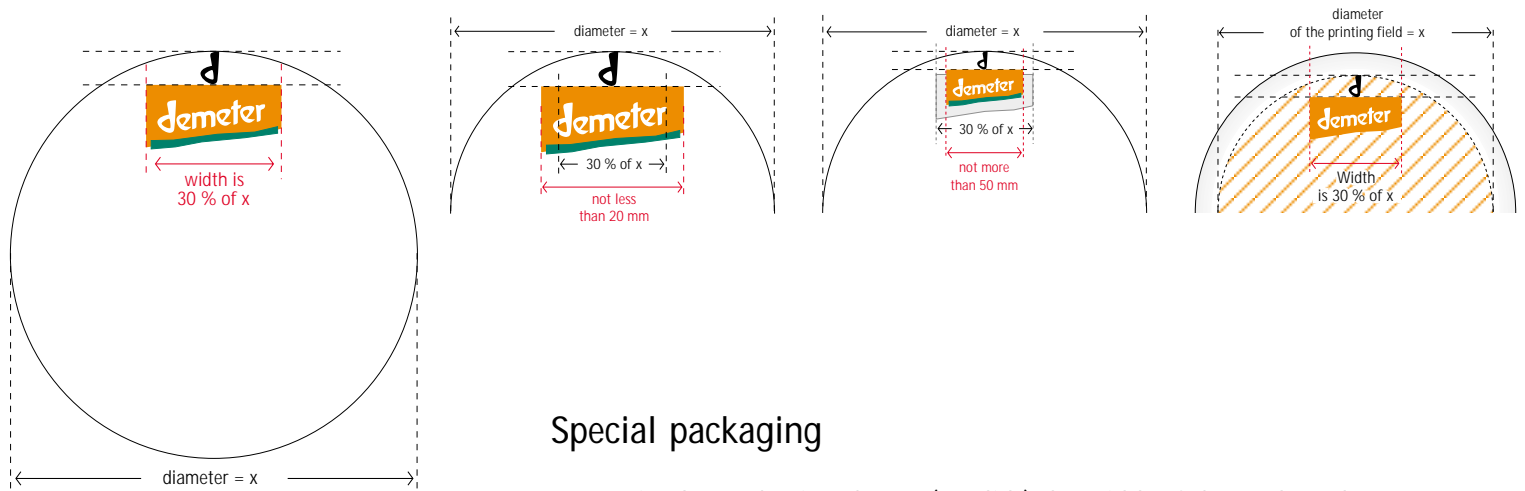 d
demeter
width is
30 % of x
diameter = x
diameter = x
d
demeter
30 % of x
not less
than 20 mm
diameter = x
d
demeter
30 % of x
not more
than 50 mm
diameter
of the printing field = x
d
demeter
Width
is 30 % of x
Special packaging